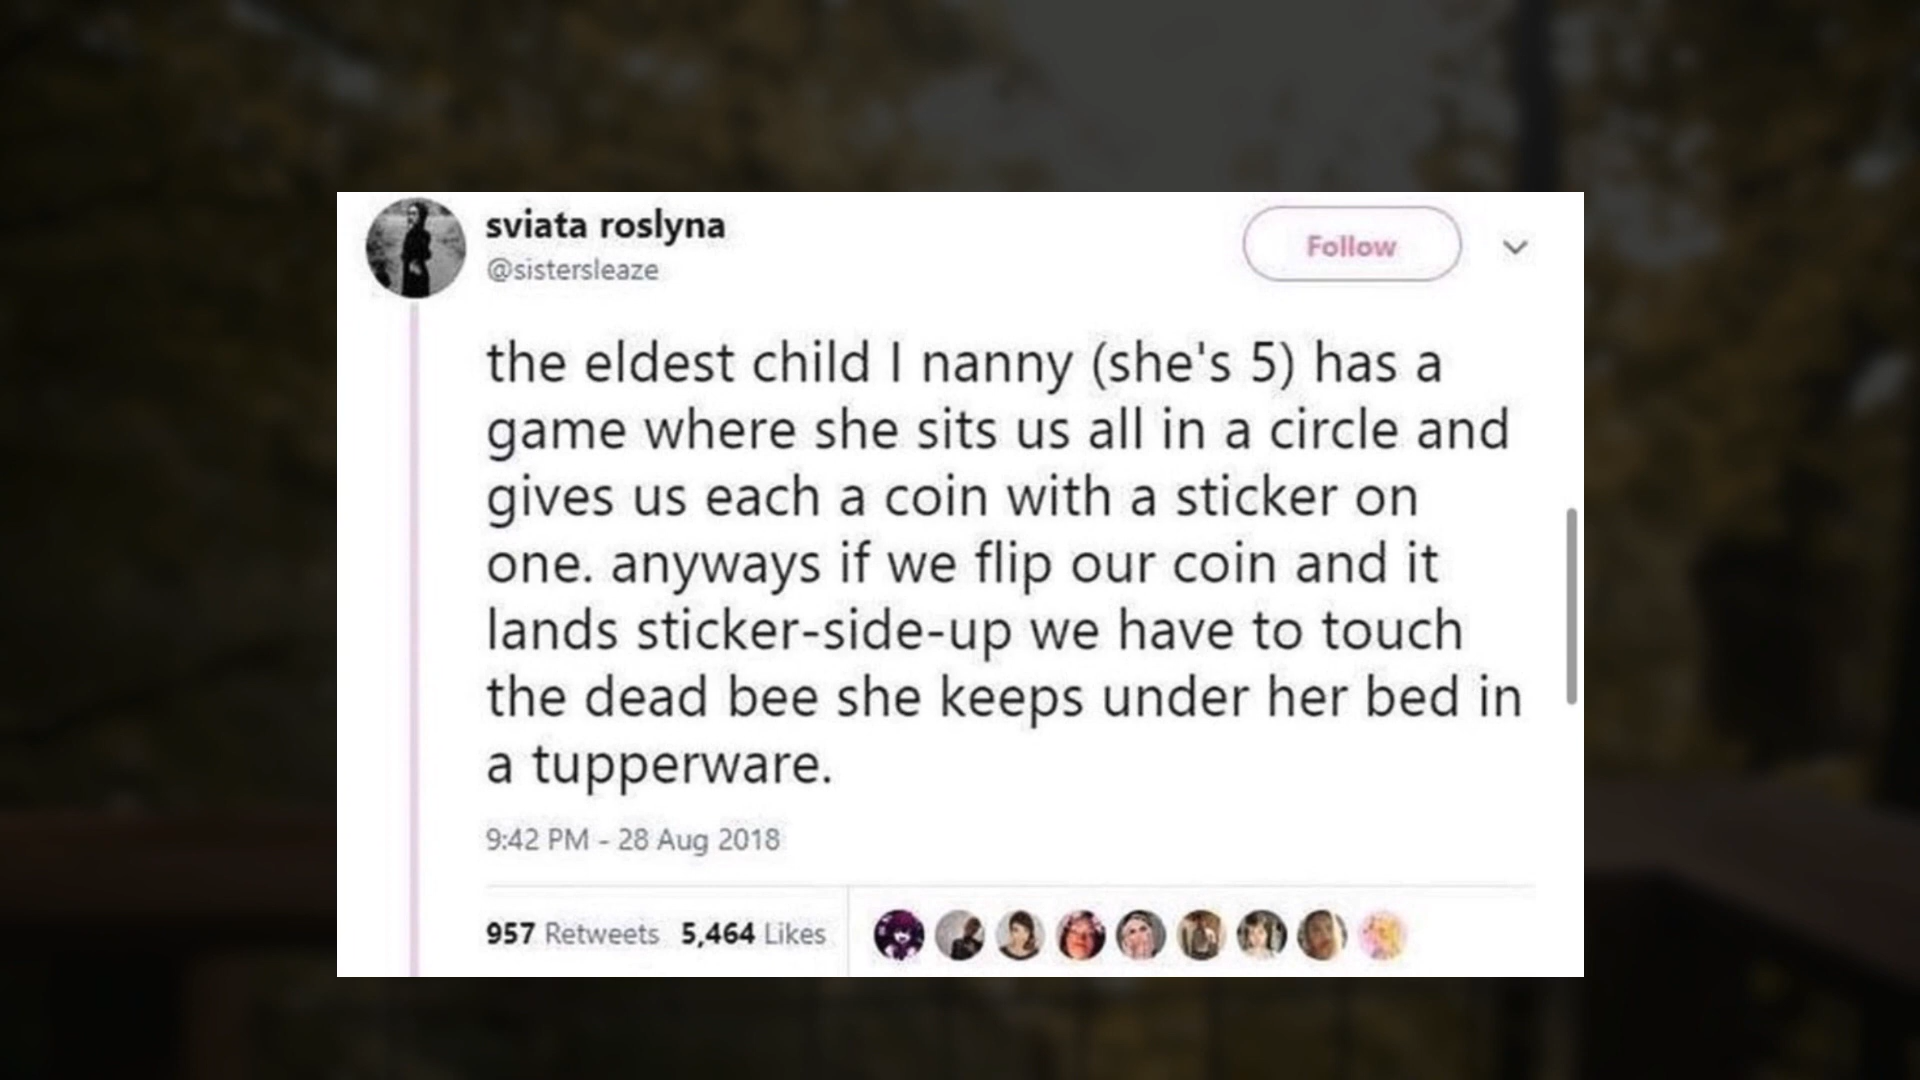 sviata roslyna
@sistersleaze
Follow
the eldest child I nanny (she's 5) has a
game where she sits us all in a circle and
gives us each a coin with a sticker on
one. anyways if we flip our coin and it
lands sticker-side-up we have to touch
the dead bee she keeps under her bed in
a tupperware.
9:42 PM - 28 Aug 2018
957 Retweets 5,464 Likes